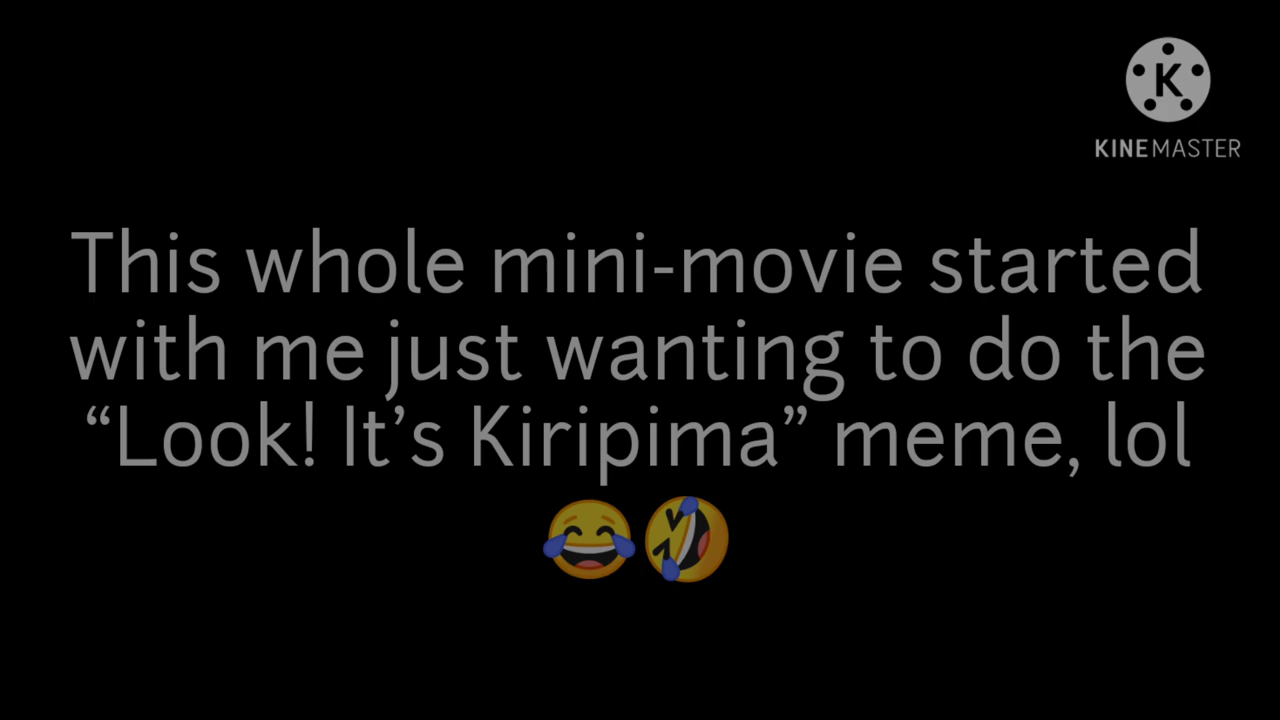 K
KINEMASTER
This whole mini-movie started
with me just wanting to do the
“Look! It’s Kiripima” meme, lol
😂🤣